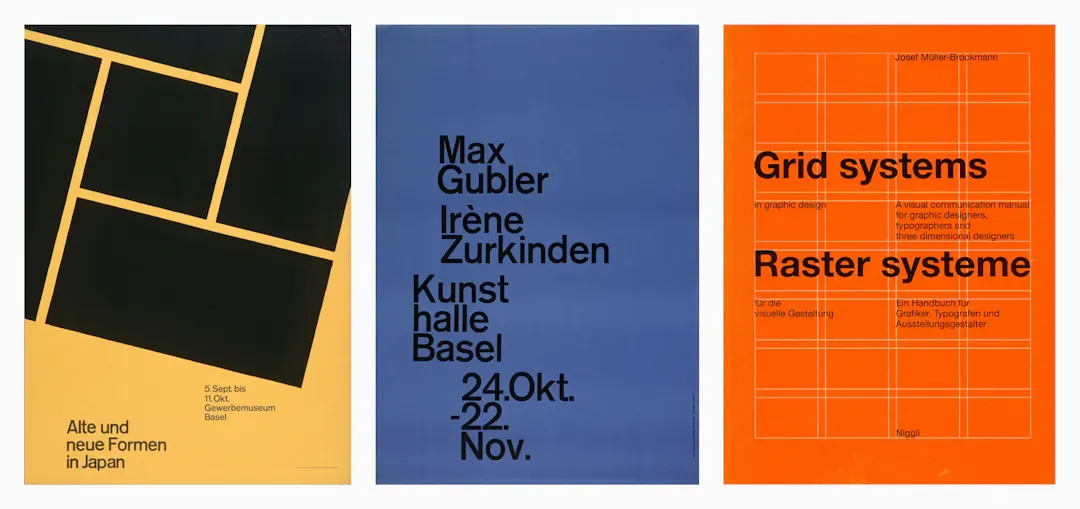 5. Sept. bis
11. Okt.
Gewerbemuseum
Basel
Alte und
neue Formen
in Japan
Max
Gubler
Irène
Zurkinden
Kunst
halle
Basel
24.Okt.
-22.
Nov.
Josef Müller-Brockmann
Grid systems
in graphic design
A visual communication manual
for graphic designers,
typographers and
three dimensional designers
Raster systeme
für die
visuelle Gestaltung
Ein Handbuch für
Grafiker, Typografen und
Ausstellungsgestalter
Niggli